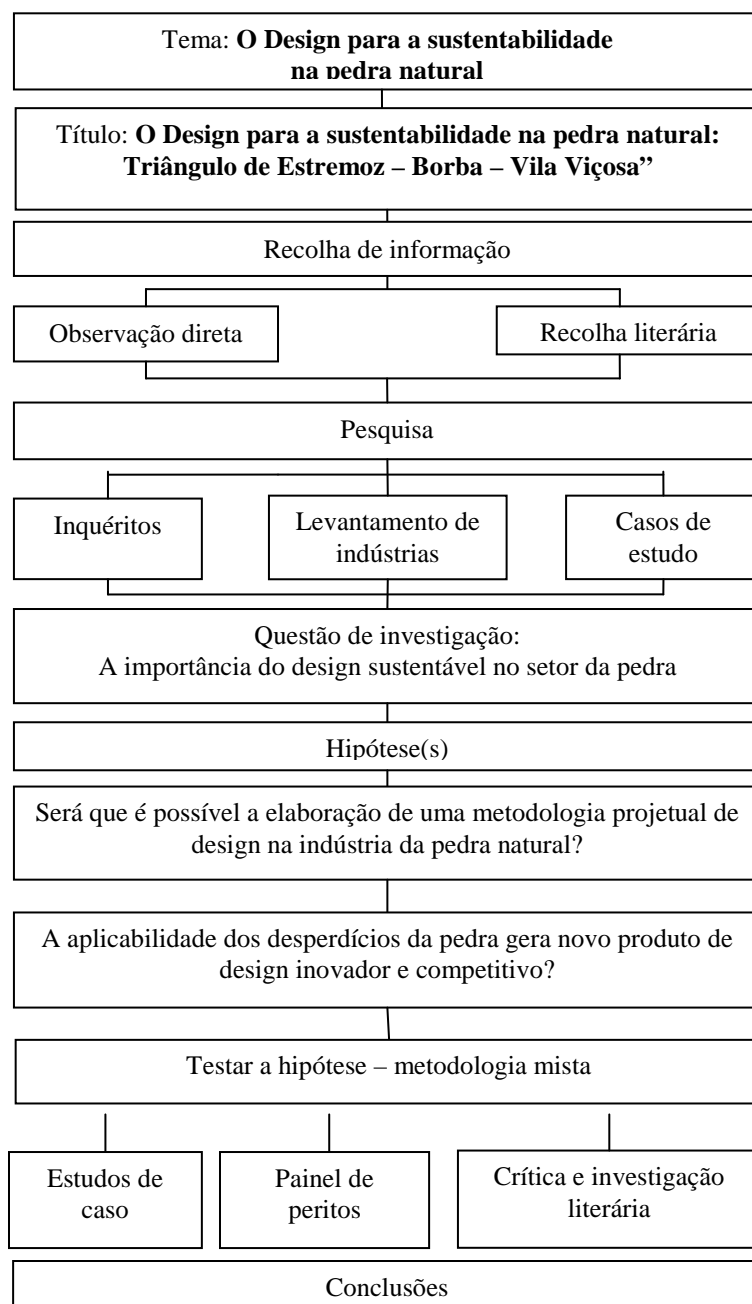 Tema: O Design para a sustentabilidade
na pedra natural
Título: O Design para a sustentabilidade na pedra natural:
Triângulo de Estremoz – Borba – Vila Viçosa”
Recolha de informação
Observação direta
Recolha literária
Pesquisa
Inquéritos
Levantamento de
indústrias
Casos de
estudo
Questão de investigação:
A importância do design sustentável no setor da pedra
Hipótese(s)
Será que é possível a elaboração de uma metodologia projetual de
design na indústria da pedra natural?
A aplicabilidade dos desperdícios da pedra gera novo produto de
design inovador e competitivo?
Testar a hipótese – metodologia mista
Estudos de
caso
Painel de
peritos
Crítica e investigação
literária
Conclusões